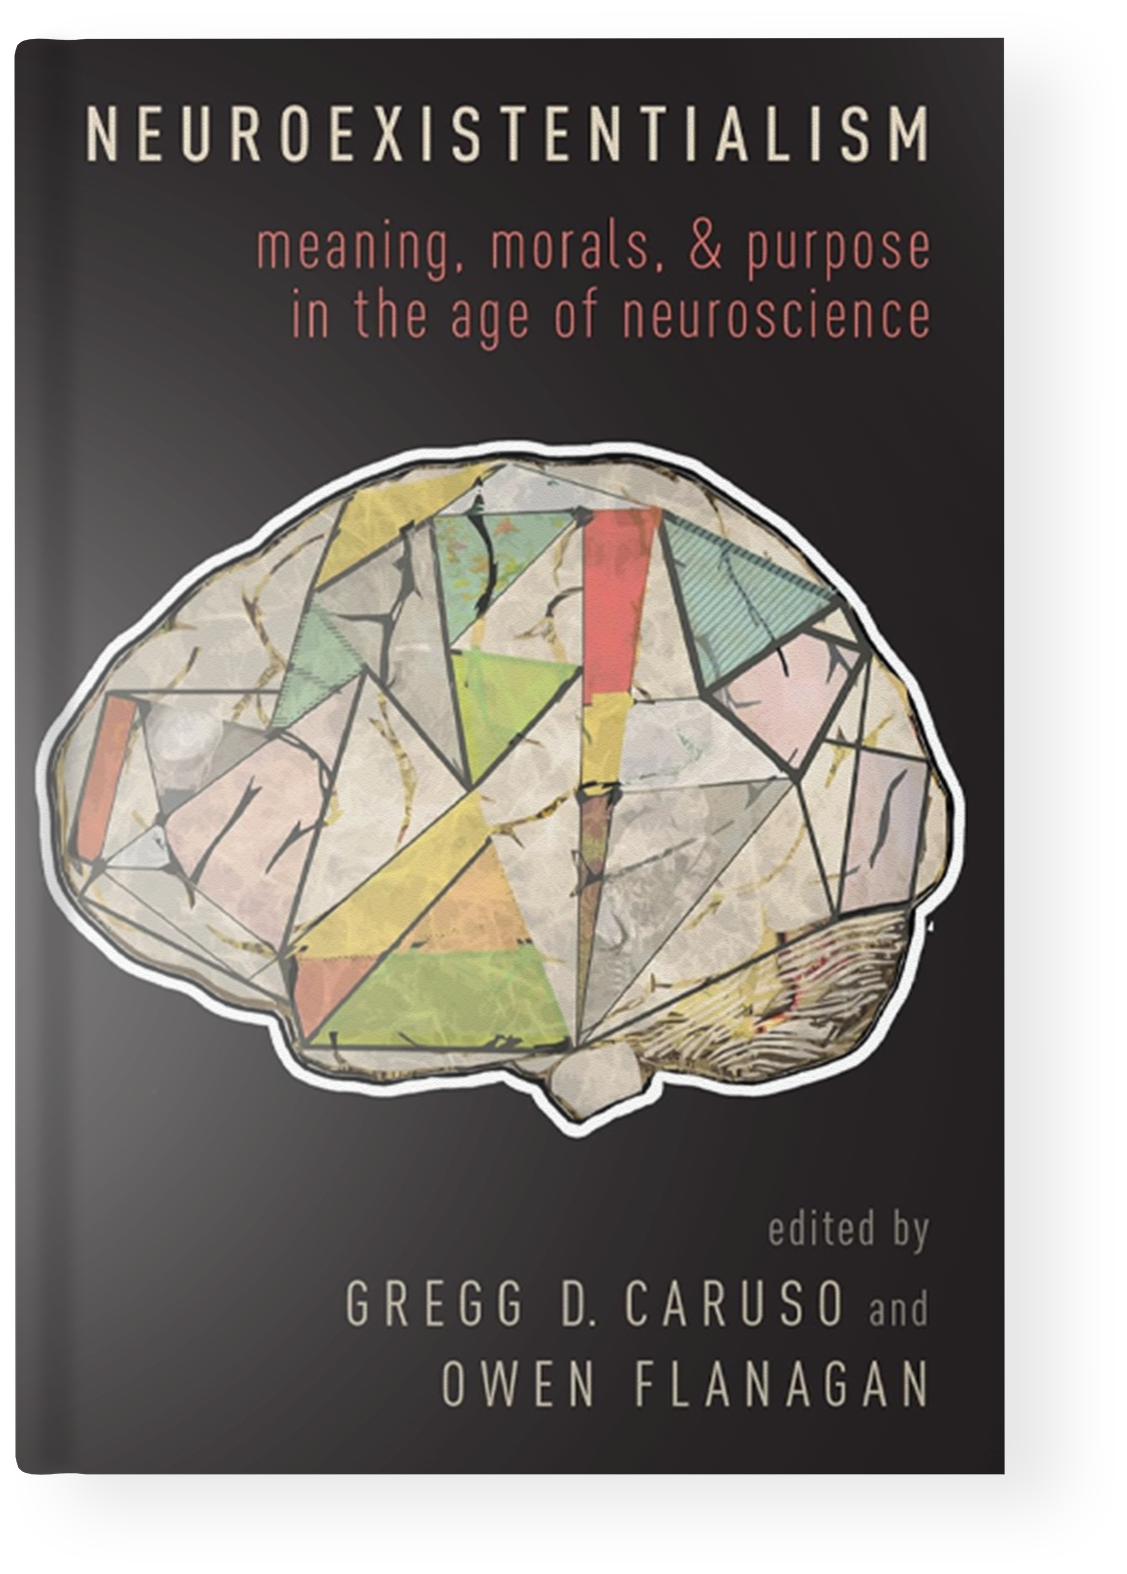 NEUROEXISTENTIALISM
meaning, morals, & purpose
in the age of neuroscience
edited by
GREGG D. CARUSO and
OWEN FLANAGAN